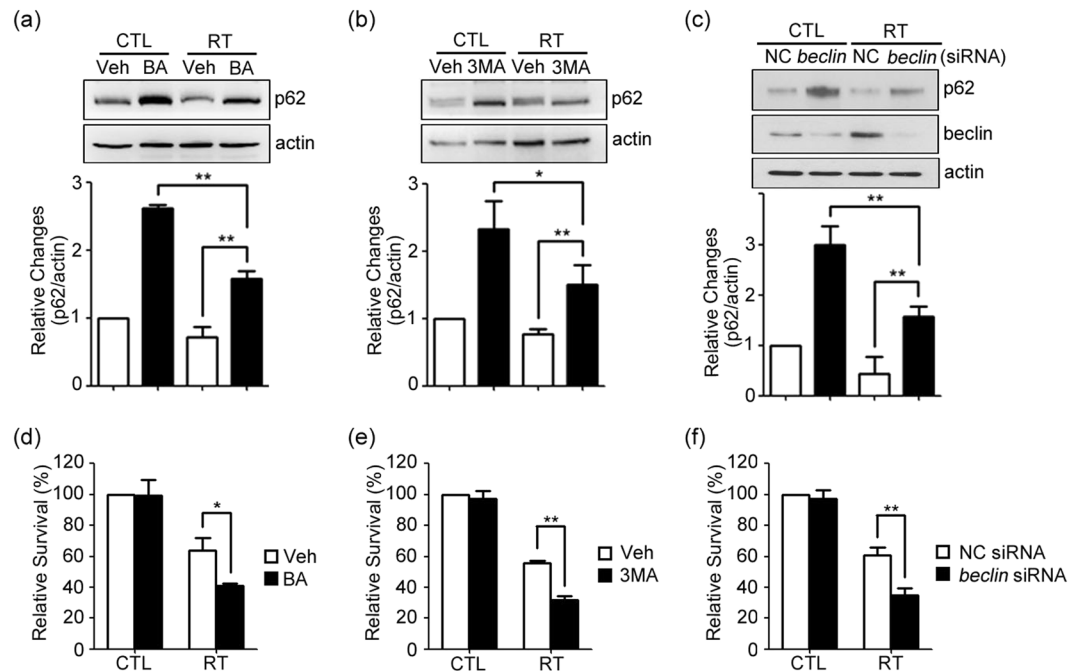 (a)
CTL RT
Veh BA Veh BA
p62
actin
Relative Changes
(p62/actin)
3
2
1
0
**
**
(b)
CTL RT
Veh 3MA Veh 3MA
p62
actin
Relative Changes
(p62/actin)
3
2
1
0
*
**
(c)
CTL RT
NC beclin NC beclin (siRNA)
p62
beclin
actin
Relative Changes
(p62/actin)
3
2
1
0
**
**
(d)
Relative Survival (%)
120
100
80
60
40
20
0
*
CTL RT
Veh
BA
(e)
Relative Survival (%)
120
100
80
60
40
20
0
**
CTL RT
Veh
3MA
(f)
Relative Survival (%)
120
100
80
60
40
20
0
**
CTL RT
NC siRNA
beclin siRNA